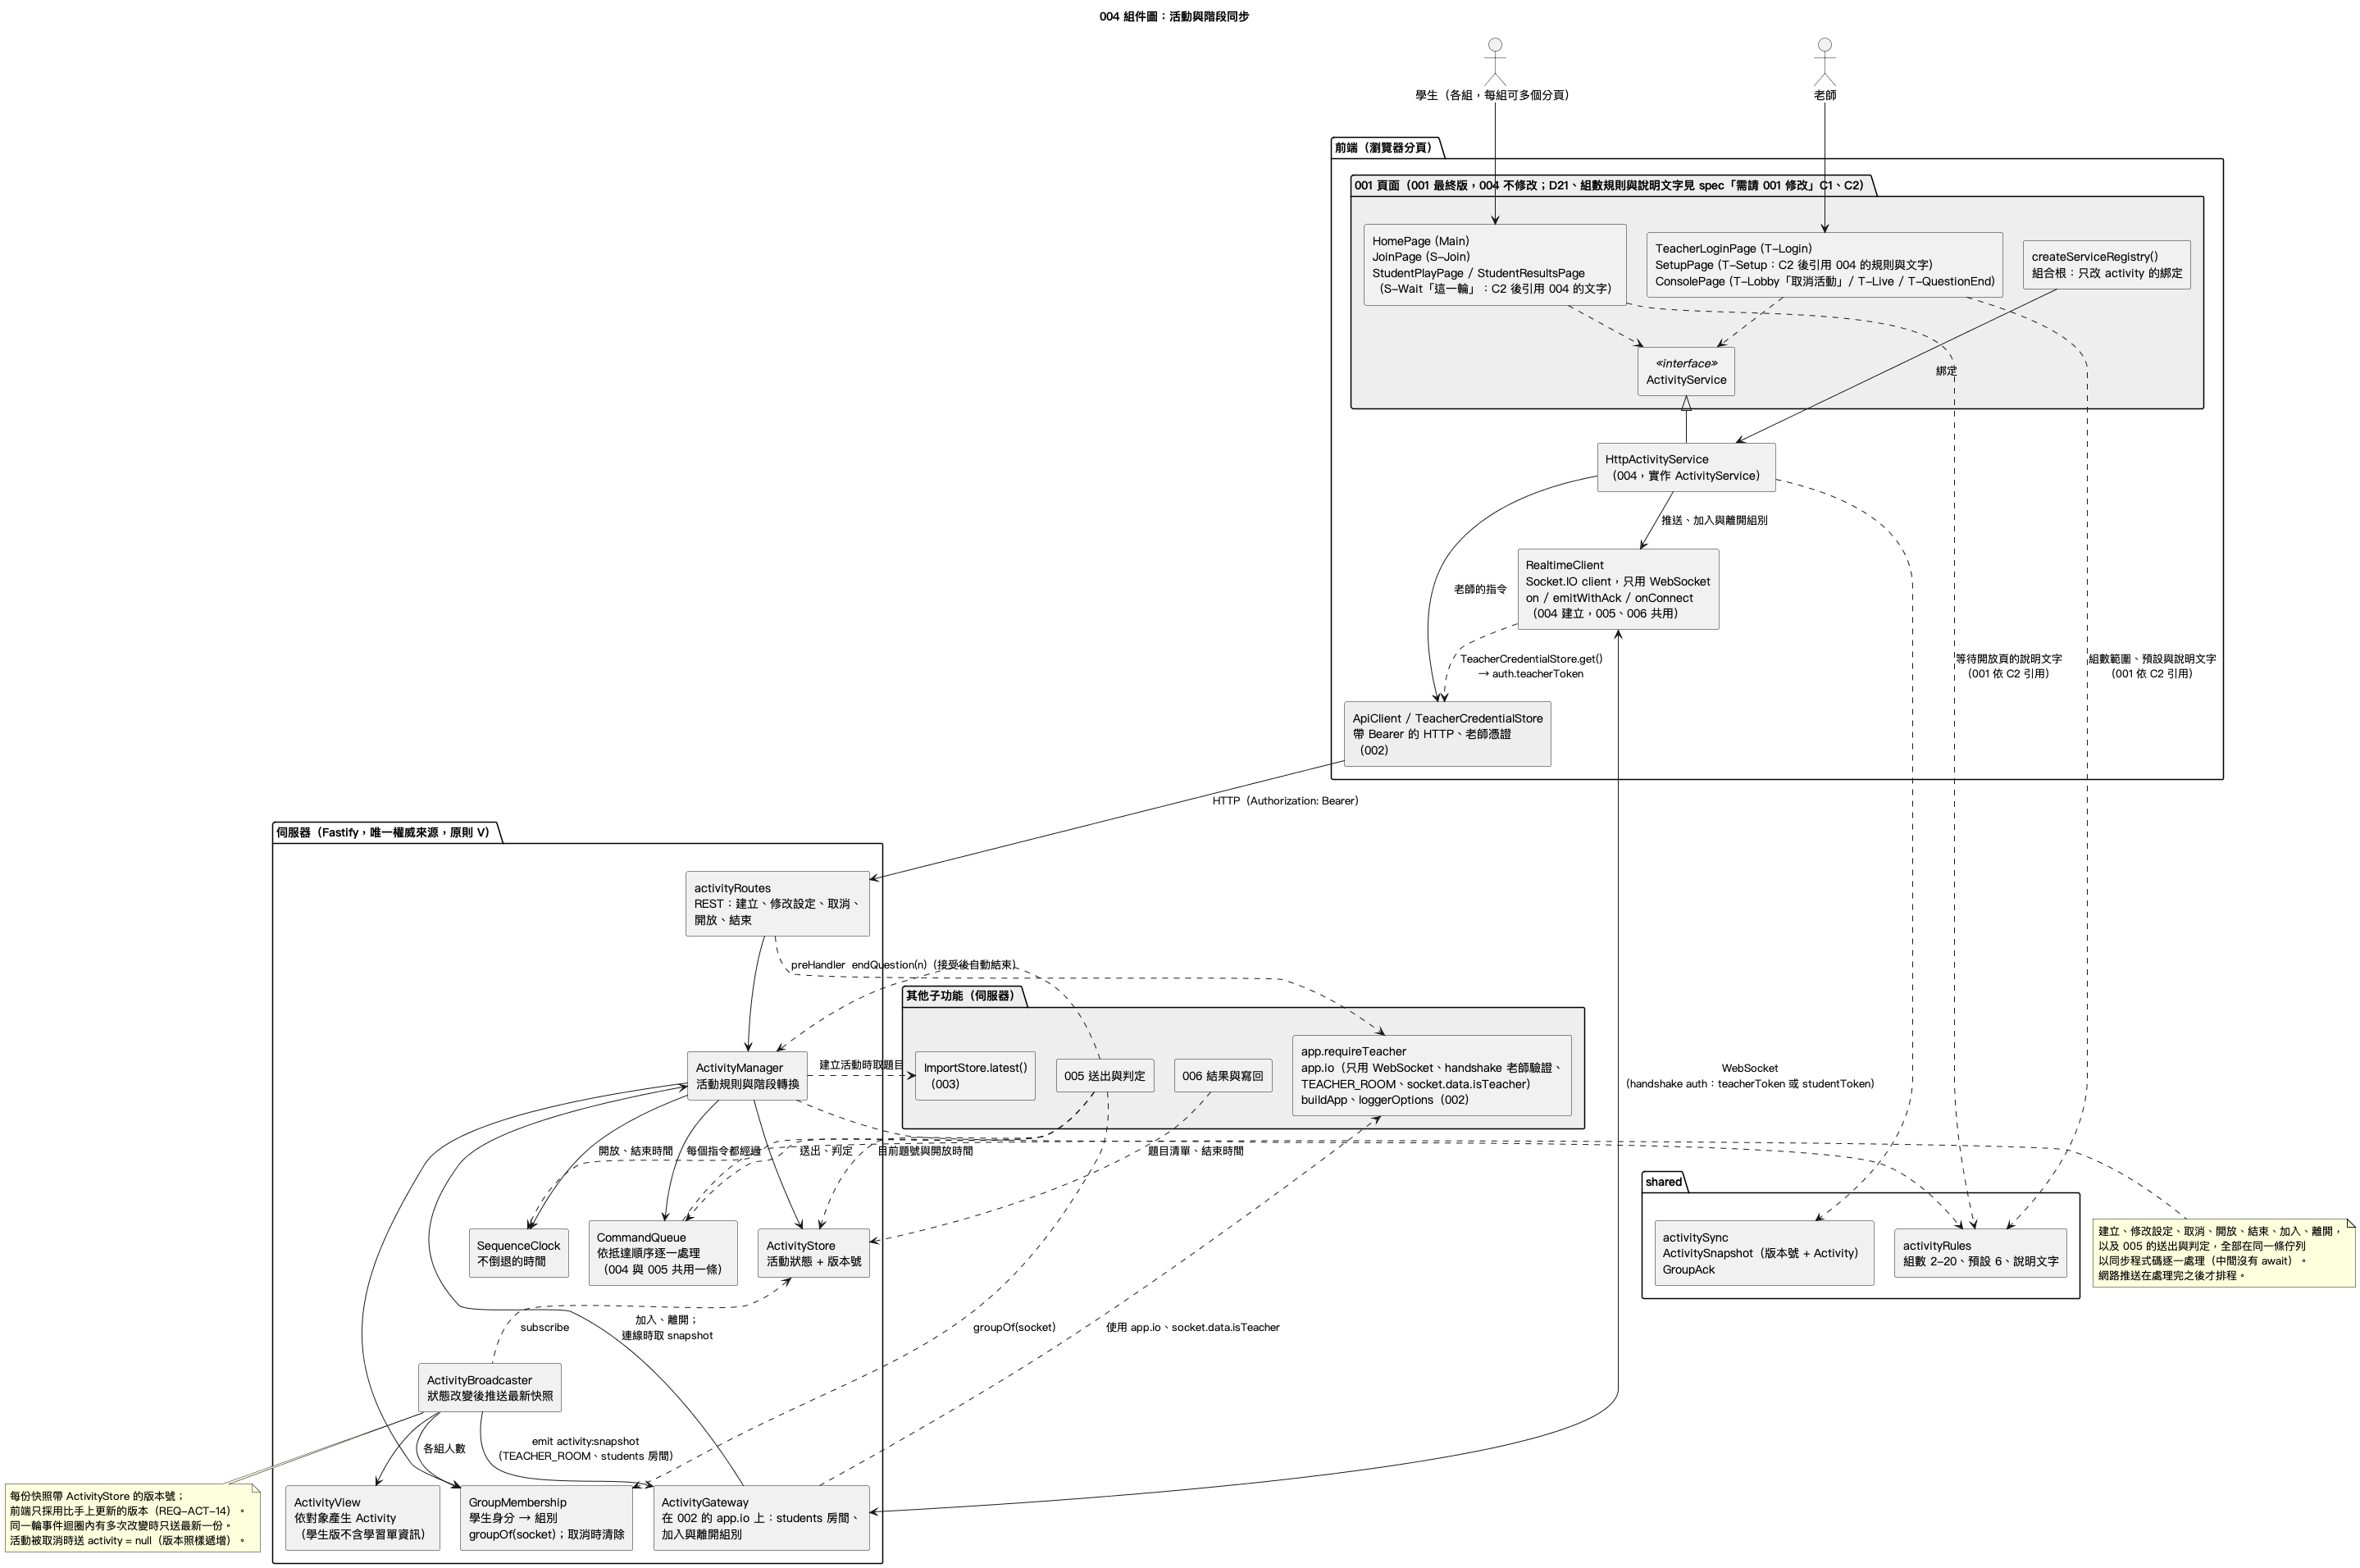 004 組件圖：活動與階段同步
學生（各組，每組可多個分頁）
老師
前端（瀏覽器分頁）
001 頁面（001 最終版，004 不修改；D21、組數規則與說明文字見 spec「需請 001 修改」C1、C2）
HomePage (Main)
JoinPage (S-Join)
StudentPlayPage / StudentResultsPage
（S-Wait「這一輪」：C2 後引用 004 的文字）
TeacherLoginPage (T-Login)
SetupPage (T-Setup：C2 後引用 004 的規則與文字)
ConsolePage (T-Lobby「取消活動」/ T-Live / T-QuestionEnd)
createServiceRegistry()
組合根：只改 activity 的綁定
«interface»
ActivityService
綁定
HttpActivityService
（004，實作 ActivityService）
推送、加入與離開組別
RealtimeClient
Socket.IO client，只用 WebSocket
on / emitWithAck / onConnect
（004 建立，005、006 共用）
老師的指令
TeacherCredentialStore.get()
→ auth.teacherToken
等待開放頁的說明文字
(001 依 C2 引用)
組數範圍、預設與說明文字
(001 依 C2 引用)
ApiClient / TeacherCredentialStore
帶 Bearer 的 HTTP、老師憑證
（002）
HTTP（Authorization: Bearer）
伺服器（Fastify，唯一權威來源，原則 V）
activityRoutes
REST：建立、修改設定、取消、
開放、結束
preHandler
endQuestion(n)（接受後自動結束）
其他子功能（伺服器）
ActivityManager
活動規則與階段轉換
建立活動時取題目
ImportStore.latest()
（003）
005 送出與判定
006 結果與寫回
app.requireTeacher
app.io（只用 WebSocket、handshake 老師驗證、
TEACHER_ROOM、socket.data.isTeacher）
buildApp、loggerOptions（002）
WebSocket
（handshake auth：teacherToken 或 studentToken）
開放、結束時間
每個指令都經過
送出、判定
目前題號與開放時間
題目清單、結束時間
shared
SequenceClock
不倒退的時間
CommandQueue
依抵達順序逐一處理
（004 與 005 共用一條）
ActivityStore
活動狀態 + 版本號
activitySync
ActivitySnapshot（版本號 + Activity）
GroupAck
activityRules
組數 2–20、預設 6、說明文字
建立、修改設定、取消、開放、結束、加入、離開，
以及 005 的送出與判定，全部在同一條佇列
以同步程式碼逐一處理（中間沒有 await）。
網路推送在處理完之後才排程。
subscribe
加入、離開；
連線時取 snapshot
groupOf(socket)
使用 app.io、socket.data.isTeacher
ActivityBroadcaster
狀態改變後推送最新快照
各組人數
emit activity:snapshot
（TEACHER_ROOM、students 房間）
每份快照帶 ActivityStore 的版本號；
前端只採用比手上更新的版本（REQ-ACT-14）。
同一輪事件迴圈內有多次改變時只送最新一份。
活動被取消時送 activity = null（版本照樣遞增）。
ActivityView
依對象產生 Activity
（學生版不含學習單資訊）
GroupMembership
學生身分 → 組別
groupOf(socket)；取消時清除
ActivityGateway
在 002 的 app.io 上：students 房間、
加入與離開組別